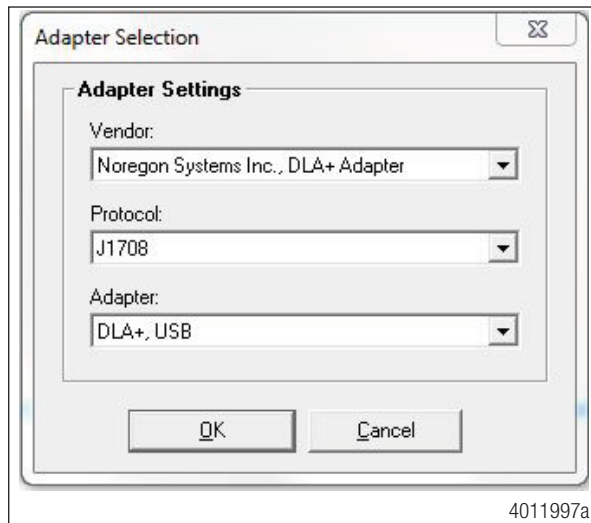 Adapter Selection
Adapter Settings
Vendor:
Noregon Systems Inc., DLA+ Adapter
Protocol:
J1708
Adapter:
DLA+, USB
OK Cancel
4011997a